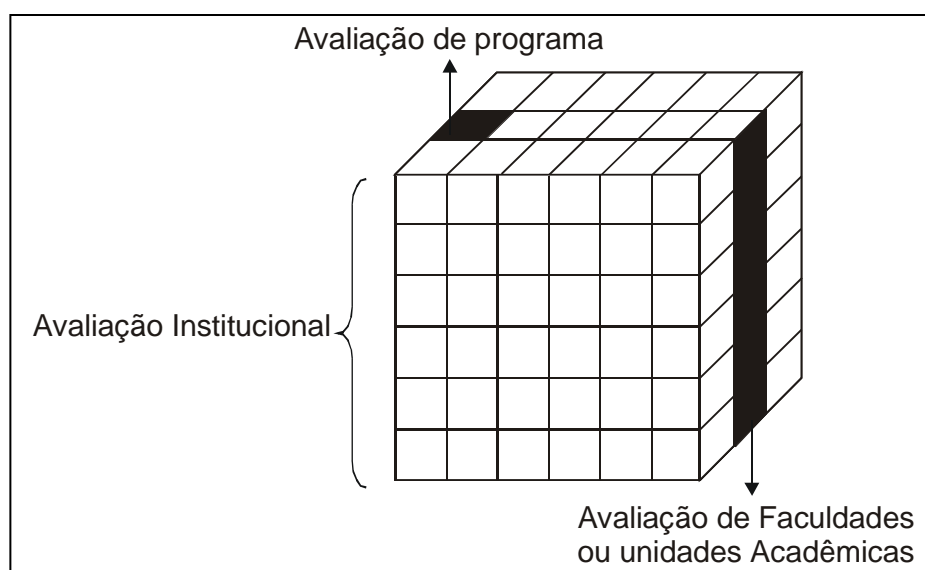 Avaliação de programa
Avaliação Institucional
Avaliação de Faculdades
ou unidades Acadêmicas